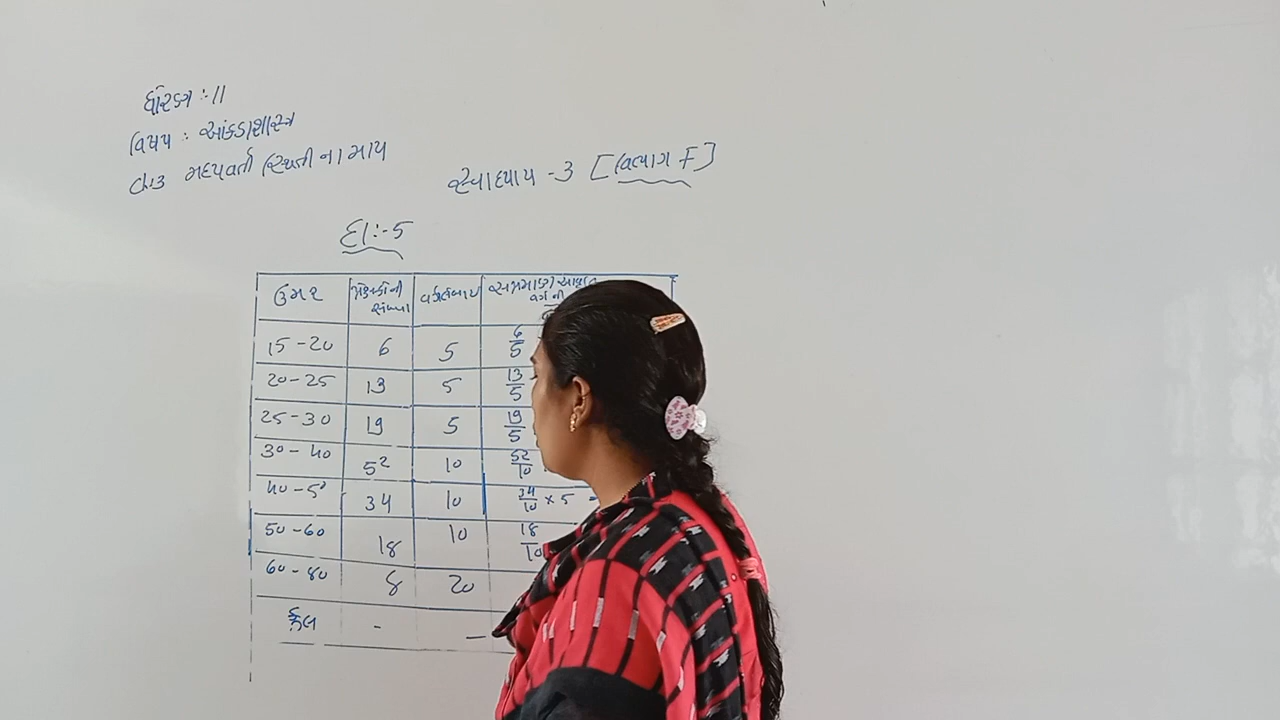 ધોરણ :- 11
વિષય : આંકડાશાસ્ત્ર
Ch:3 મધ્યવર્તી સ્થિતી ના માપ
સ્વાધ્યાય -3 [વિભાગ F]
દા:-5
ઉંમર સંખ્યા વર્ગલંબાઈ વર્ગ ની
15-20 6 5 6/5
20-25 13 5 13/5
25-30 19 5 19/5
30-40 52 10 52/10
40-50 34 10 34/10 × 5 =
50-60 18 10 18/10
60-80 8 20
કુલ - -